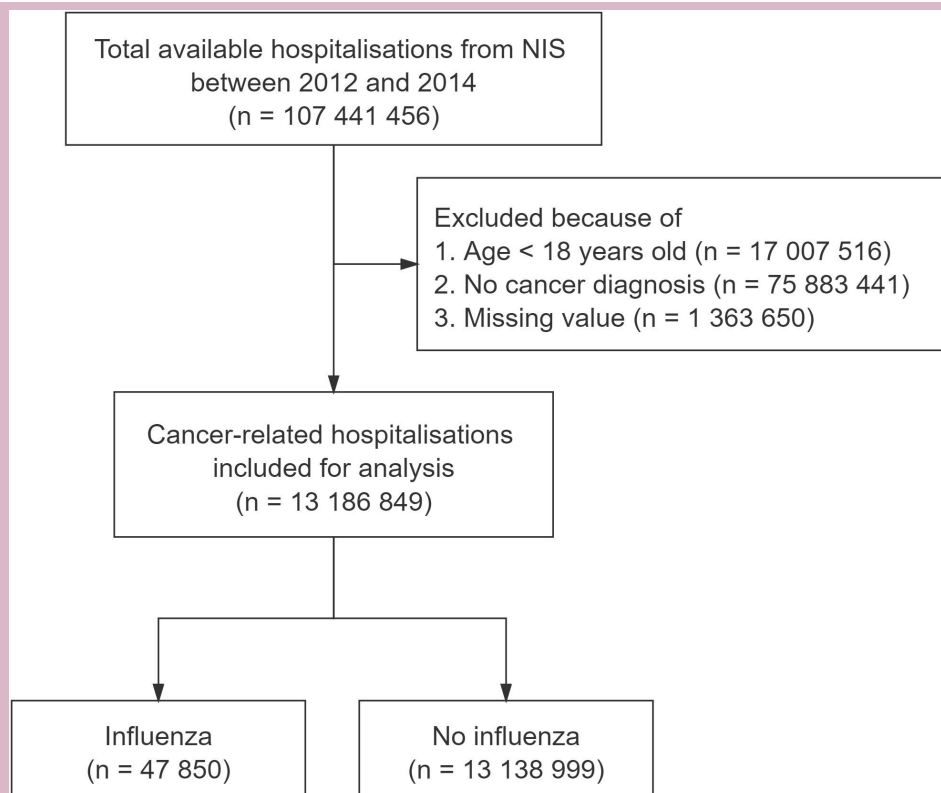 Total available hospitalisations from NIS
between 2012 and 2014
(n = 107 441 456)
Excluded because of
1. Age < 18 years old (n = 17 007 516)
2. No cancer diagnosis (n = 75 883 441)
3. Missing value (n = 1 363 650)
Cancer-related hospitalisations
included for analysis
(n = 13 186 849)
Influenza
(n = 47 850)
No influenza
(n = 13 138 999)